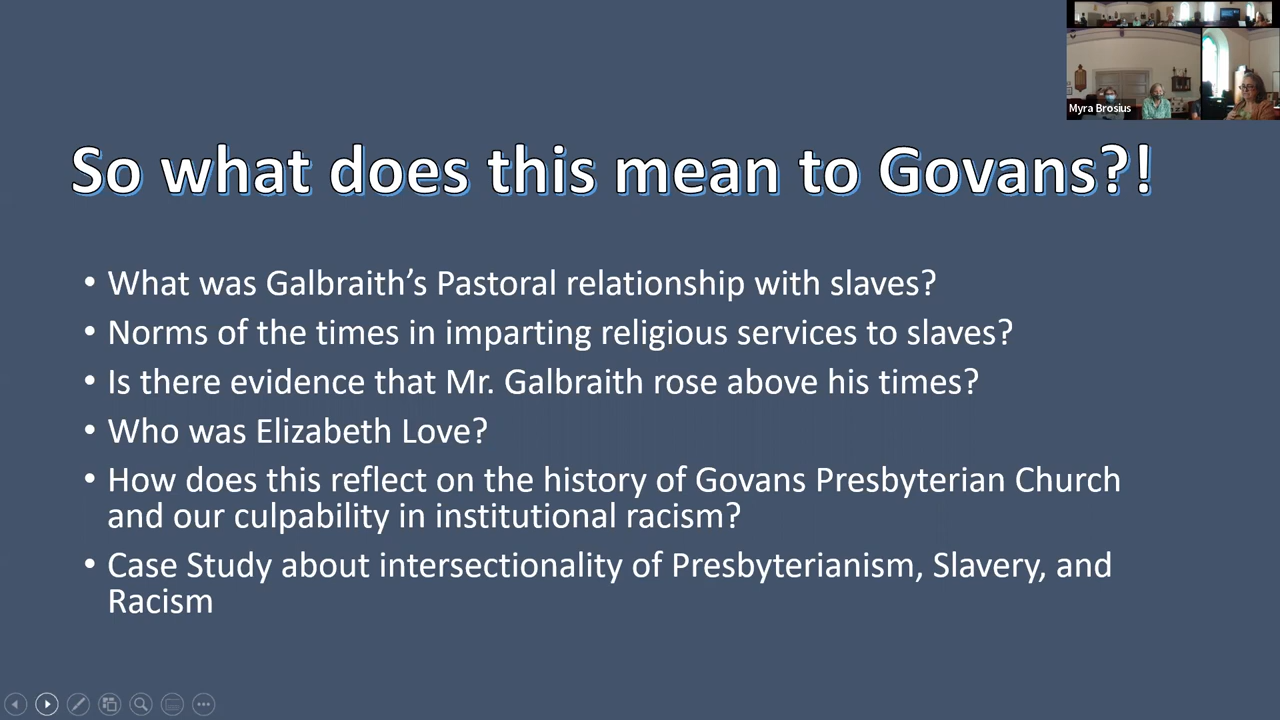 Myra Brosius
So what does this mean to Govans?!
• What was Galbraith’s Pastoral relationship with slaves?
• Norms of the times in imparting religious services to slaves?
• Is there evidence that Mr. Galbraith rose above his times?
• Who was Elizabeth Love?
• How does this reflect on the history of Govans Presbyterian Church
and our culpability in institutional racism?
• Case Study about intersectionality of Presbyterianism, Slavery, and
Racism